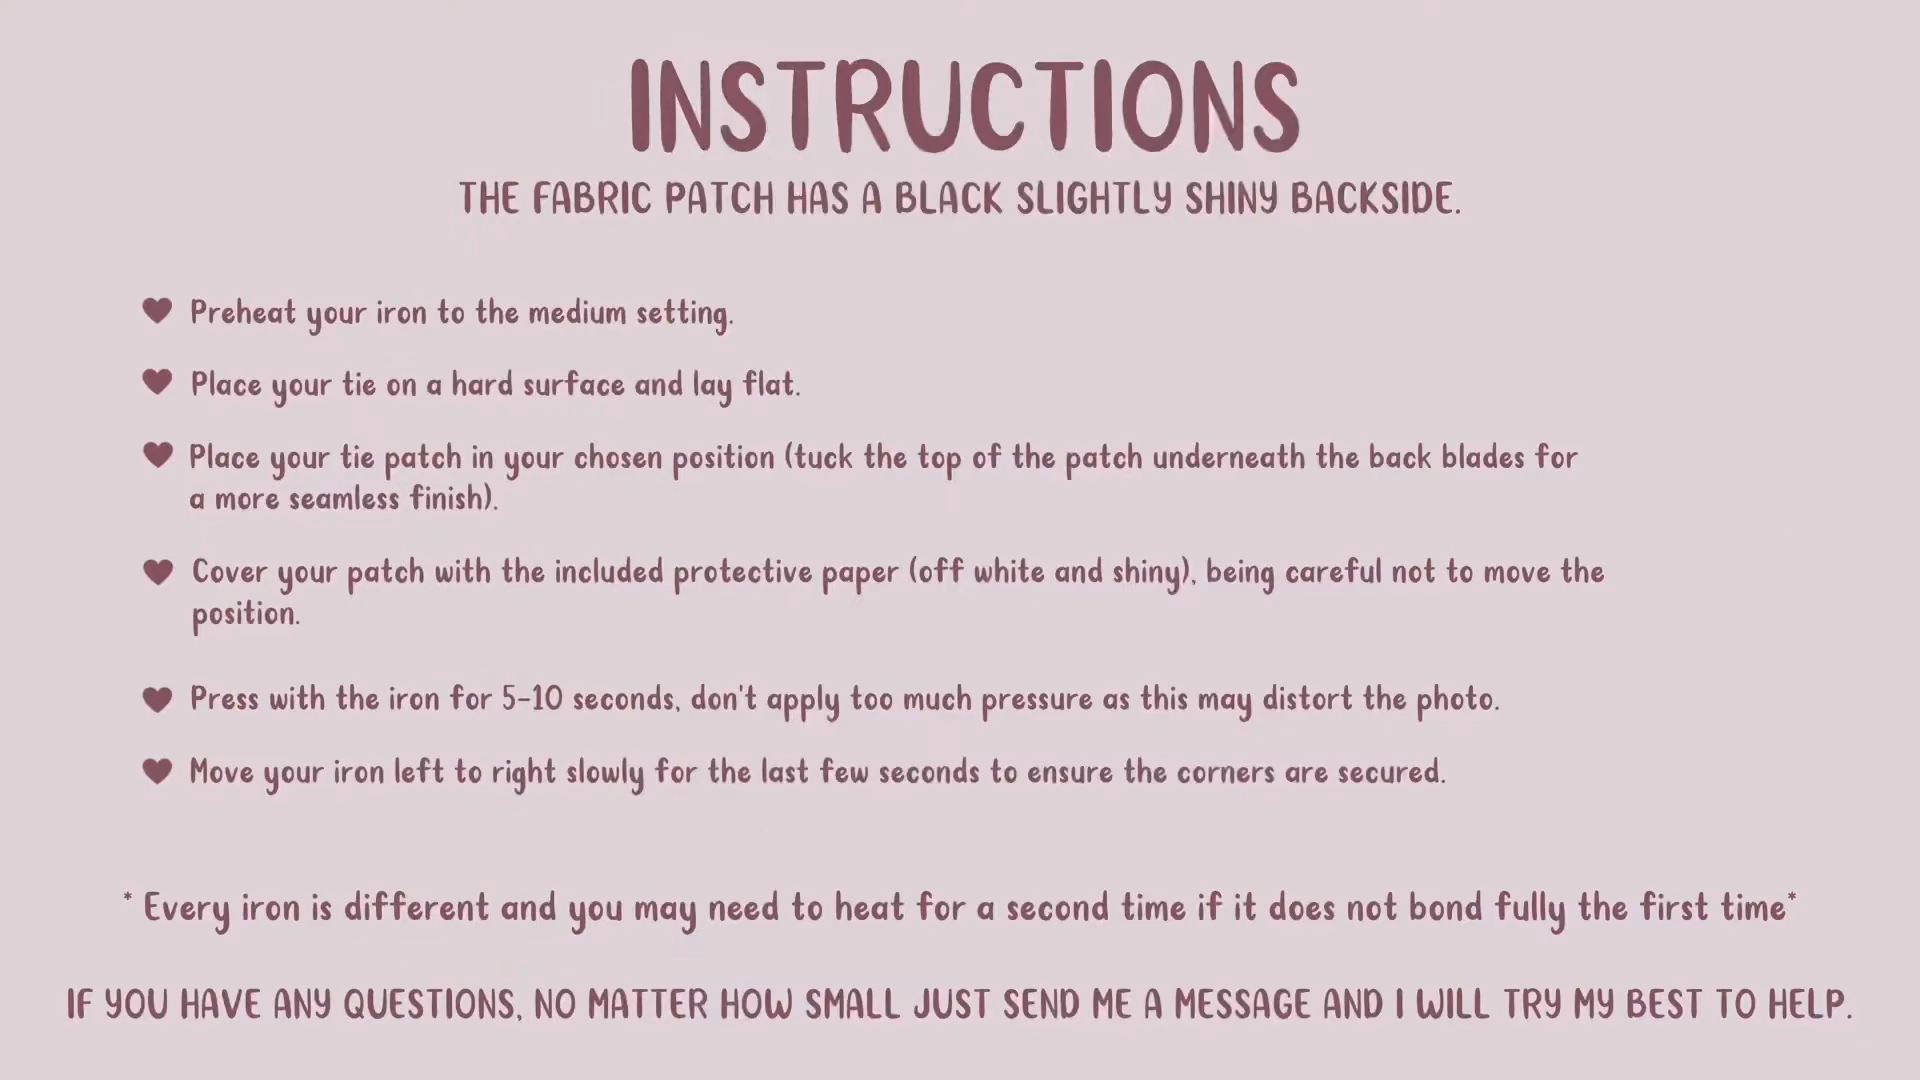 INSTRUCTIONS
THE FABRIC PATCH HAS A BLACK SLIGHTLY SHINY BACKSIDE.
Preheat your iron to the medium setting.
Place your tie on a hard surface and lay flat.
Place your tie patch in your chosen position (tuck the top of the patch underneath the back blades for
a more seamless finish).
Cover your patch with the included protective paper (off white and shiny), being careful not to move the
position.
Press with the iron for 5-10 seconds, don't apply too much pressure as this may distort the photo.
Move your iron left to right slowly for the last few seconds to ensure the corners are secured.
* Every iron is different and you may need to heat for a second time if it does not bond fully the first time*
IF YOU HAVE ANY QUESTIONS, NO MATTER HOW SMALL JUST SEND ME A MESSAGE AND I WILL TRY MY BEST TO HELP.